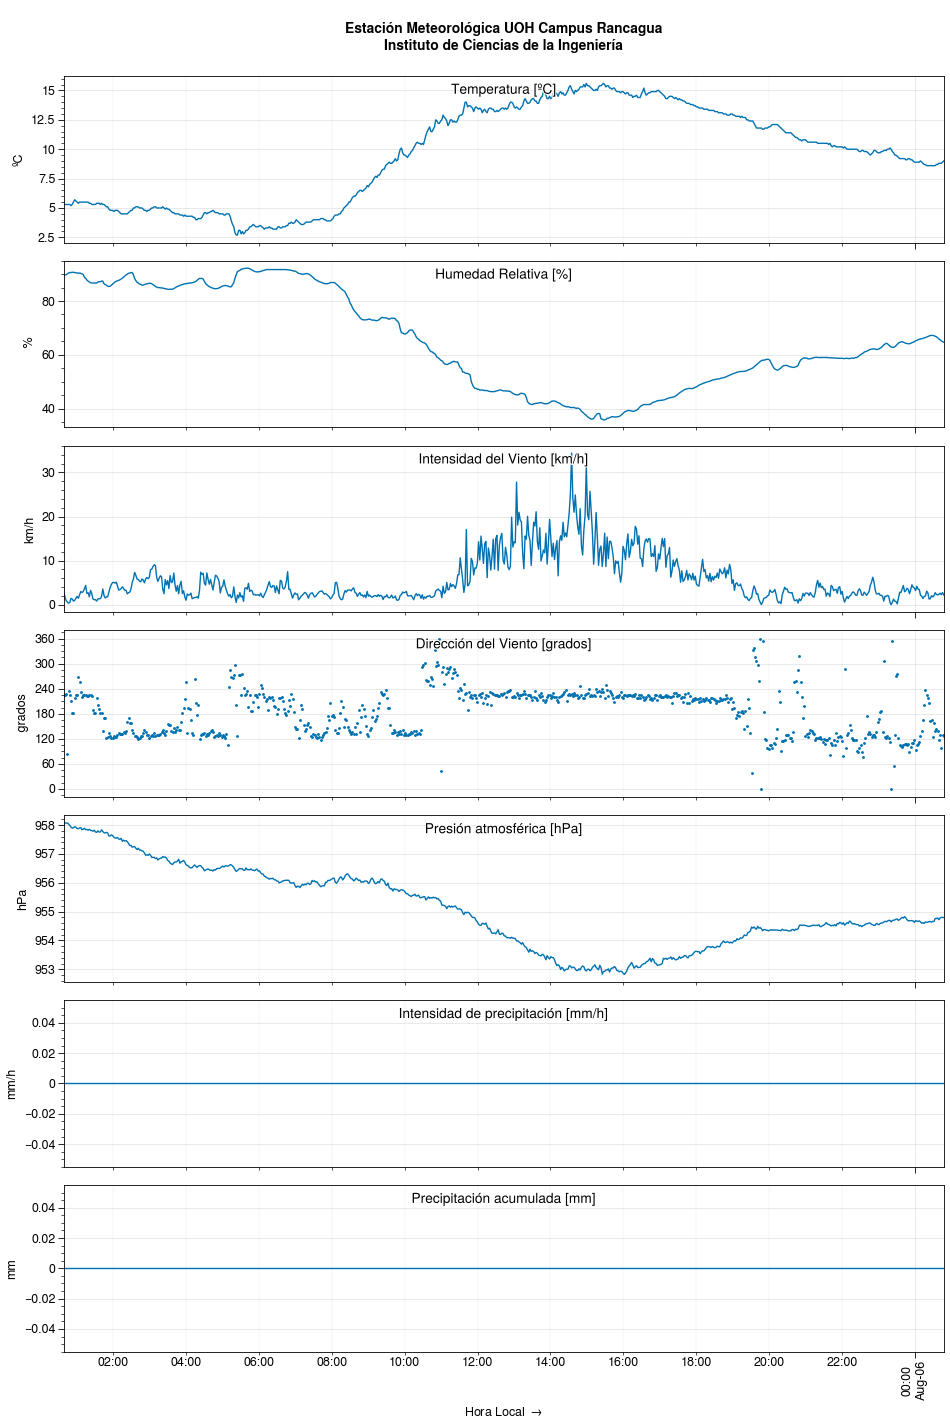 Estación Meteorológica UOH Campus Rancagua
Instituto de Ciencias de la Ingeniería
Temperatura [ºC]
15
12.5
10
7.5
5
2.5
ºC
Humedad Relativa [%]
80
60
40
%
Intensidad del Viento [km/h]
30
20
10
0
km/h
Dirección del Viento [grados]
360
300
240
180
120
60
0
grados
Presión atmosférica [hPa]
958
957
956
955
954
953
hPa
Intensidad de precipitación [mm/h]
0.04
0.02
0
−0.02
−0.04
mm/h
Precipitación acumulada [mm]
0.04
0.02
0
−0.02
−0.04
mm
02:00 04:00 06:00 08:00 10:00 12:00 14:00 16:00 18:00 20:00 22:00 00:00
Aug-06
Hora Local →